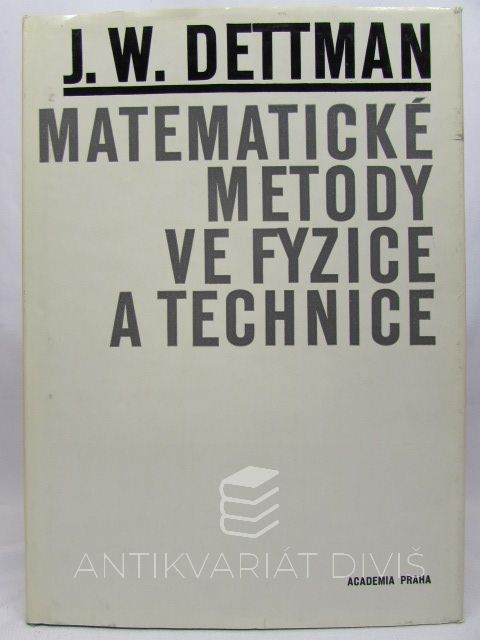 J. W. DETTMAN
MATEMATICKÉ
METODY
VE FYZICE
A TECHNICE
ANTIKVARIÁT DIVIŠ
ACADEMIA PRAHA